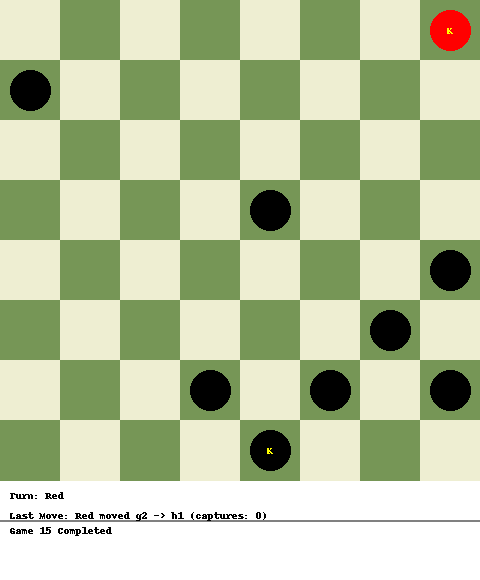 K
K
Turn: Red
Last Move: Red moved g2 -> h1 (captures: 0)
Game 15 Completed